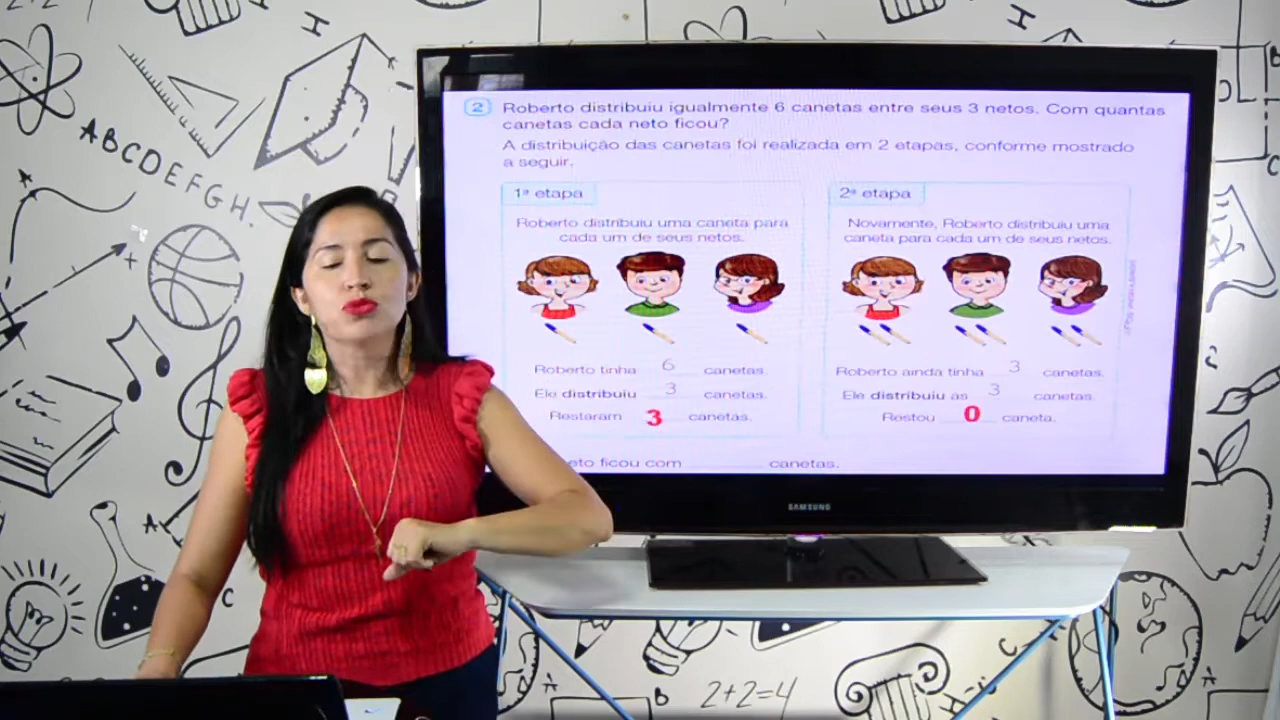 2 Roberto distribuiu igualmente 6 canetas entre seus 3 netos. Com quantas
canetas cada neto ficou?
A distribuição das canetas foi realizada em 2 etapas, conforme mostrado
a seguir.
1ª etapa
Roberto distribuiu uma caneta para
cada um de seus netos.
Roberto tinha 6 canetas.
Ele distribuiu 3 canetas.
Restaram 3 canetas.
2ª etapa
Novamente, Roberto distribuiu uma
caneta para cada um de seus netos.
Roberto ainda tinha 3 canetas.
Ele distribuiu as 3 canetas.
Restou 0 caneta.
ficou com ______ canetas.
SAMSUNG
ABCDEFGH
A
C
A
B
2+2=4
C
A